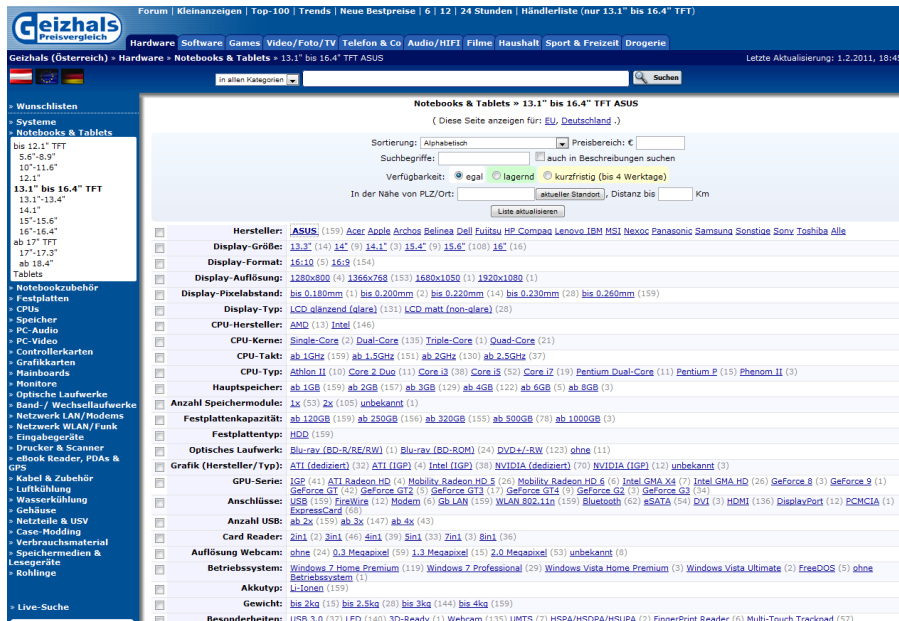 Forum | Kleinanzeigen | Top-100 | Trends | Neue Bestpreise | 6 | 12 | 24 Stunden | Händlerliste (nur 13.1" bis 16.4" TFT)
Geizhals
Preisvergleich
Hardware Software Games Video/Foto/TV Telefon & Co Audio/HIFI Filme Haushalt Sport & Freizeit Drogerie
Geizhals (Österreich) » Hardware » Notebooks & Tablets » 13.1" bis 16.4" TFT ASUS
Letzte Aktualisierung: 1.2.2011, 18:45
in allen Kategorien
Suchen
» Wunschlisten
» Systeme
» Notebooks & Tablets
bis 12.1" TFT
5.6"-8.9"
10"-11.6"
12.1"
13.1" bis 16.4" TFT
13.1"-13.4"
14.1"
15"-15.6"
16"-16.4"
ab 17" TFT
17"-17.3"
ab 18.4"
Tablets
» Notebookzubehör
» Festplatten
» CPUs
» Speicher
» PC-Audio
» PC-Video
» Controllerkarten
» Grafikkarten
» Mainboards
» Monitore
» Optische Laufwerke
» Band-/ Wechsellaufwerke
» Netzwerk LAN/Modems
» Netzwerk WLAN/Funk
» Eingabegeräte
» Drucker & Scanner
» eBook Reader, PDAs &
GPS
» Kabel & Zubehör
» Luftkühlung
» Wasserkühlung
» Gehäuse
» Netzteile & USV
» Case-Modding
» Verbrauchsmaterial
» Speichermedien &
Lesegeräte
» Rohlinge
» Live-Suche
Notebooks & Tablets » 13.1" bis 16.4" TFT ASUS
( Diese Seite anzeigen für: EU, Deutschland .)
Sortierung: Alphabetisch Preisbereich: €
Suchbegriffe: auch in Beschreibungen suchen
Verfügbarkeit: egal lagernd kurzfristig (bis 4 Werktage)
In der Nähe von PLZ/Ort: aktueller Standort , Distanz bis Km
Liste aktualisieren
Hersteller: ASUS (159) Acer Apple Archos Belinea Dell Fujitsu HP Compaq Lenovo IBM MSI Nexoc Panasonic Samsung Sonstige Sony Toshiba Alle
Display-Größe: 13.3" (14) 14" (9) 14.1" (3) 15.4" (9) 15.6" (108) 16" (16)
Display-Format: 16:10 (5) 16:9 (154)
Display-Auflösung: 1280x800 (4) 1366x768 (153) 1680x1050 (1) 1920x1080 (1)
Display-Pixelabstand: bis 0.180mm (1) bis 0.200mm (2) bis 0.220mm (14) bis 0.230mm (28) bis 0.260mm (159)
Display-Typ: LCD glänzend (glare) (131) LCD matt (non-glare) (28)
CPU-Hersteller: AMD (13) Intel (146)
CPU-Kerne: Single-Core (2) Dual-Core (135) Triple-Core (1) Quad-Core (21)
CPU-Takt: ab 1GHz (159) ab 1.5GHz (151) ab 2GHz (130) ab 2.5GHz (37)
CPU-Typ: Athlon II (10) Core 2 Duo (11) Core i3 (38) Core i5 (52) Core i7 (19) Pentium Dual-Core (11) Pentium P (15) Phenom II (3)
Hauptspeicher: ab 1GB (159) ab 2GB (157) ab 3GB (129) ab 4GB (122) ab 6GB (5) ab 8GB (3)
Anzahl Speichermodule: 1x (53) 2x (105) unbekannt (1)
Festplattenkapazität: ab 120GB (159) ab 250GB (156) ab 320GB (155) ab 500GB (78) ab 1000GB (3)
Festplattentyp: HDD (159)
Optisches Laufwerk: Blu-ray (BD-R/RE/RW) (1) Blu-ray (BD-ROM) (24) DVD+/-RW (123) ohne (11)
Grafik (Hersteller/Typ): ATI (dediziert) (32) ATI (IGP) (4) Intel (IGP) (38) NVIDIA (dediziert) (70) NVIDIA (IGP) (12) unbekannt (3)
GPU-Serie: IGP (41) ATI Radeon HD (4) Mobility Radeon HD 5 (26) Mobility Radeon HD 6 (6) Intel GMA X4 (7) Intel GMA HD (26) GeForce 8 (3) GeForce 9 (1)
GeForce GT (42) GeForce GT2 (5) GeForce GT3 (17) GeForce GT4 (9) GeForce G2 (3) GeForce G3 (34)
Anschlüsse: USB (159) FireWire (12) Modem (6) Gb LAN (159) WLAN 802.11n (159) Bluetooth (62) eSATA (54) DVI (3) HDMI (136) DisplayPort (12) PCMCIA (1)
ExpressCard (68)
Anzahl USB: ab 2x (159) ab 3x (147) ab 4x (43)
Card Reader: 2in1 (2) 3in1 (46) 4in1 (39) 5in1 (33) 7in1 (3) 8in1 (36)
Auflösung Webcam: ohne (24) 0.3 Megapixel (59) 1.3 Megapixel (15) 2.0 Megapixel (53) unbekannt (8)
Betriebssystem: Windows 7 Home Premium (119) Windows 7 Professional (29) Windows Vista Home Premium (3) Windows Vista Ultimate (2) FreeDOS (5) ohne
Betriebssystem (1)
Akkutyp: Li-Ionen (159)
Gewicht: bis 2kg (15) bis 2.5kg (28) bis 3kg (144) bis 4kg (159)
Besonderheiten: USB 3.0 (37) LED (140) 3D-Ready (1) Webcam (135) UMTS (7) HSPA/HSDPA/HSUPA (2) FingerPrint Reader (6) Multi-Touch Trackpad (57)